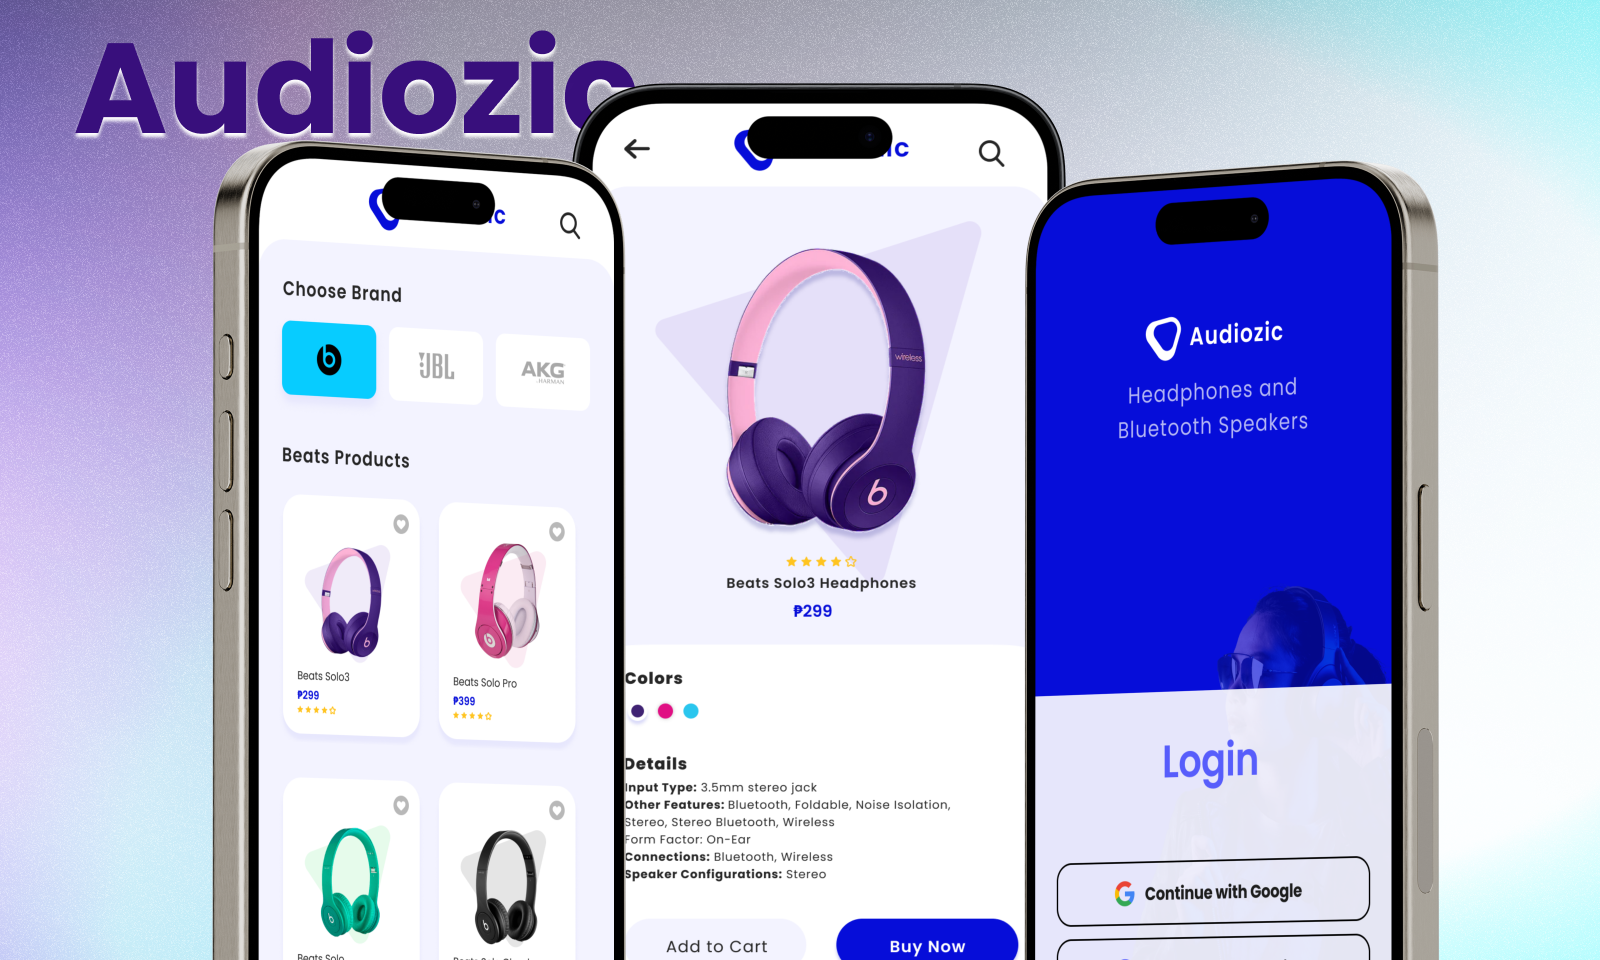 Audiozic
ic
Choose Brand
JBL
AKG
by HARMAN
Beats Products
Beats Solo3
₱299
Beats Solo Pro
₱399
Beats Solo
ic
wireless
Beats Solo3 Headphones
₱299
Colors
Details
Input Type: 3.5mm stereo jack
Other Features: Bluetooth, Foldable, Noise Isolation,
Stereo, Stereo Bluetooth, Wireless
Form Factor: On-Ear
Connections: Bluetooth, Wireless
Speaker Configurations: Stereo
Add to Cart
Buy Now
Audiozic
Headphones and
Bluetooth Speakers
Login
Continue with Google